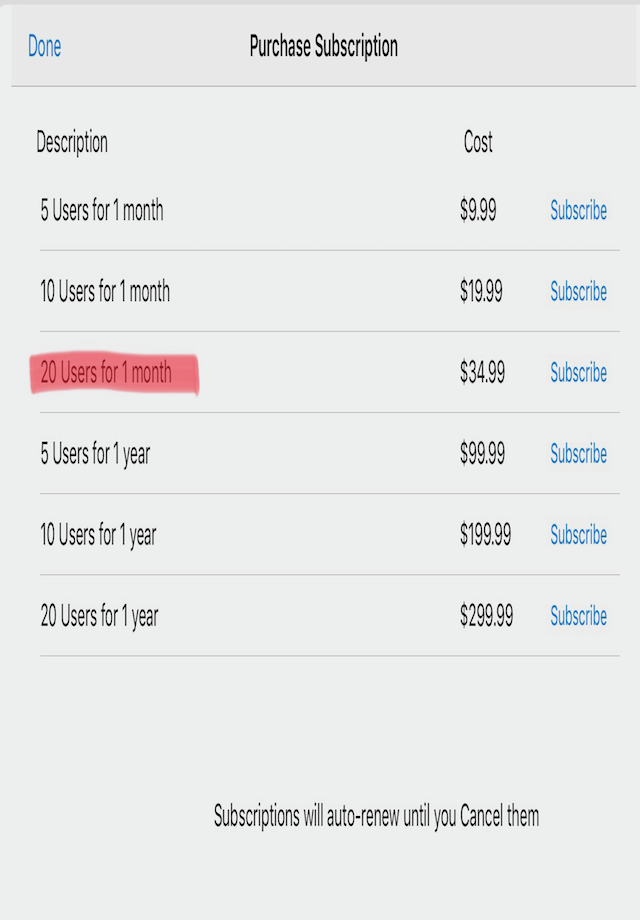 Done Purchase Subscription
Description Cost
5 Users for 1 month $9.99 Subscribe
10 Users for 1 month $19.99 Subscribe
20 Users for 1 month $34.99 Subscribe
5 Users for 1 year $99.99 Subscribe
10 Users for 1 year $199.99 Subscribe
20 Users for 1 year $299.99 Subscribe
Subscriptions will auto-renew until you Cancel them